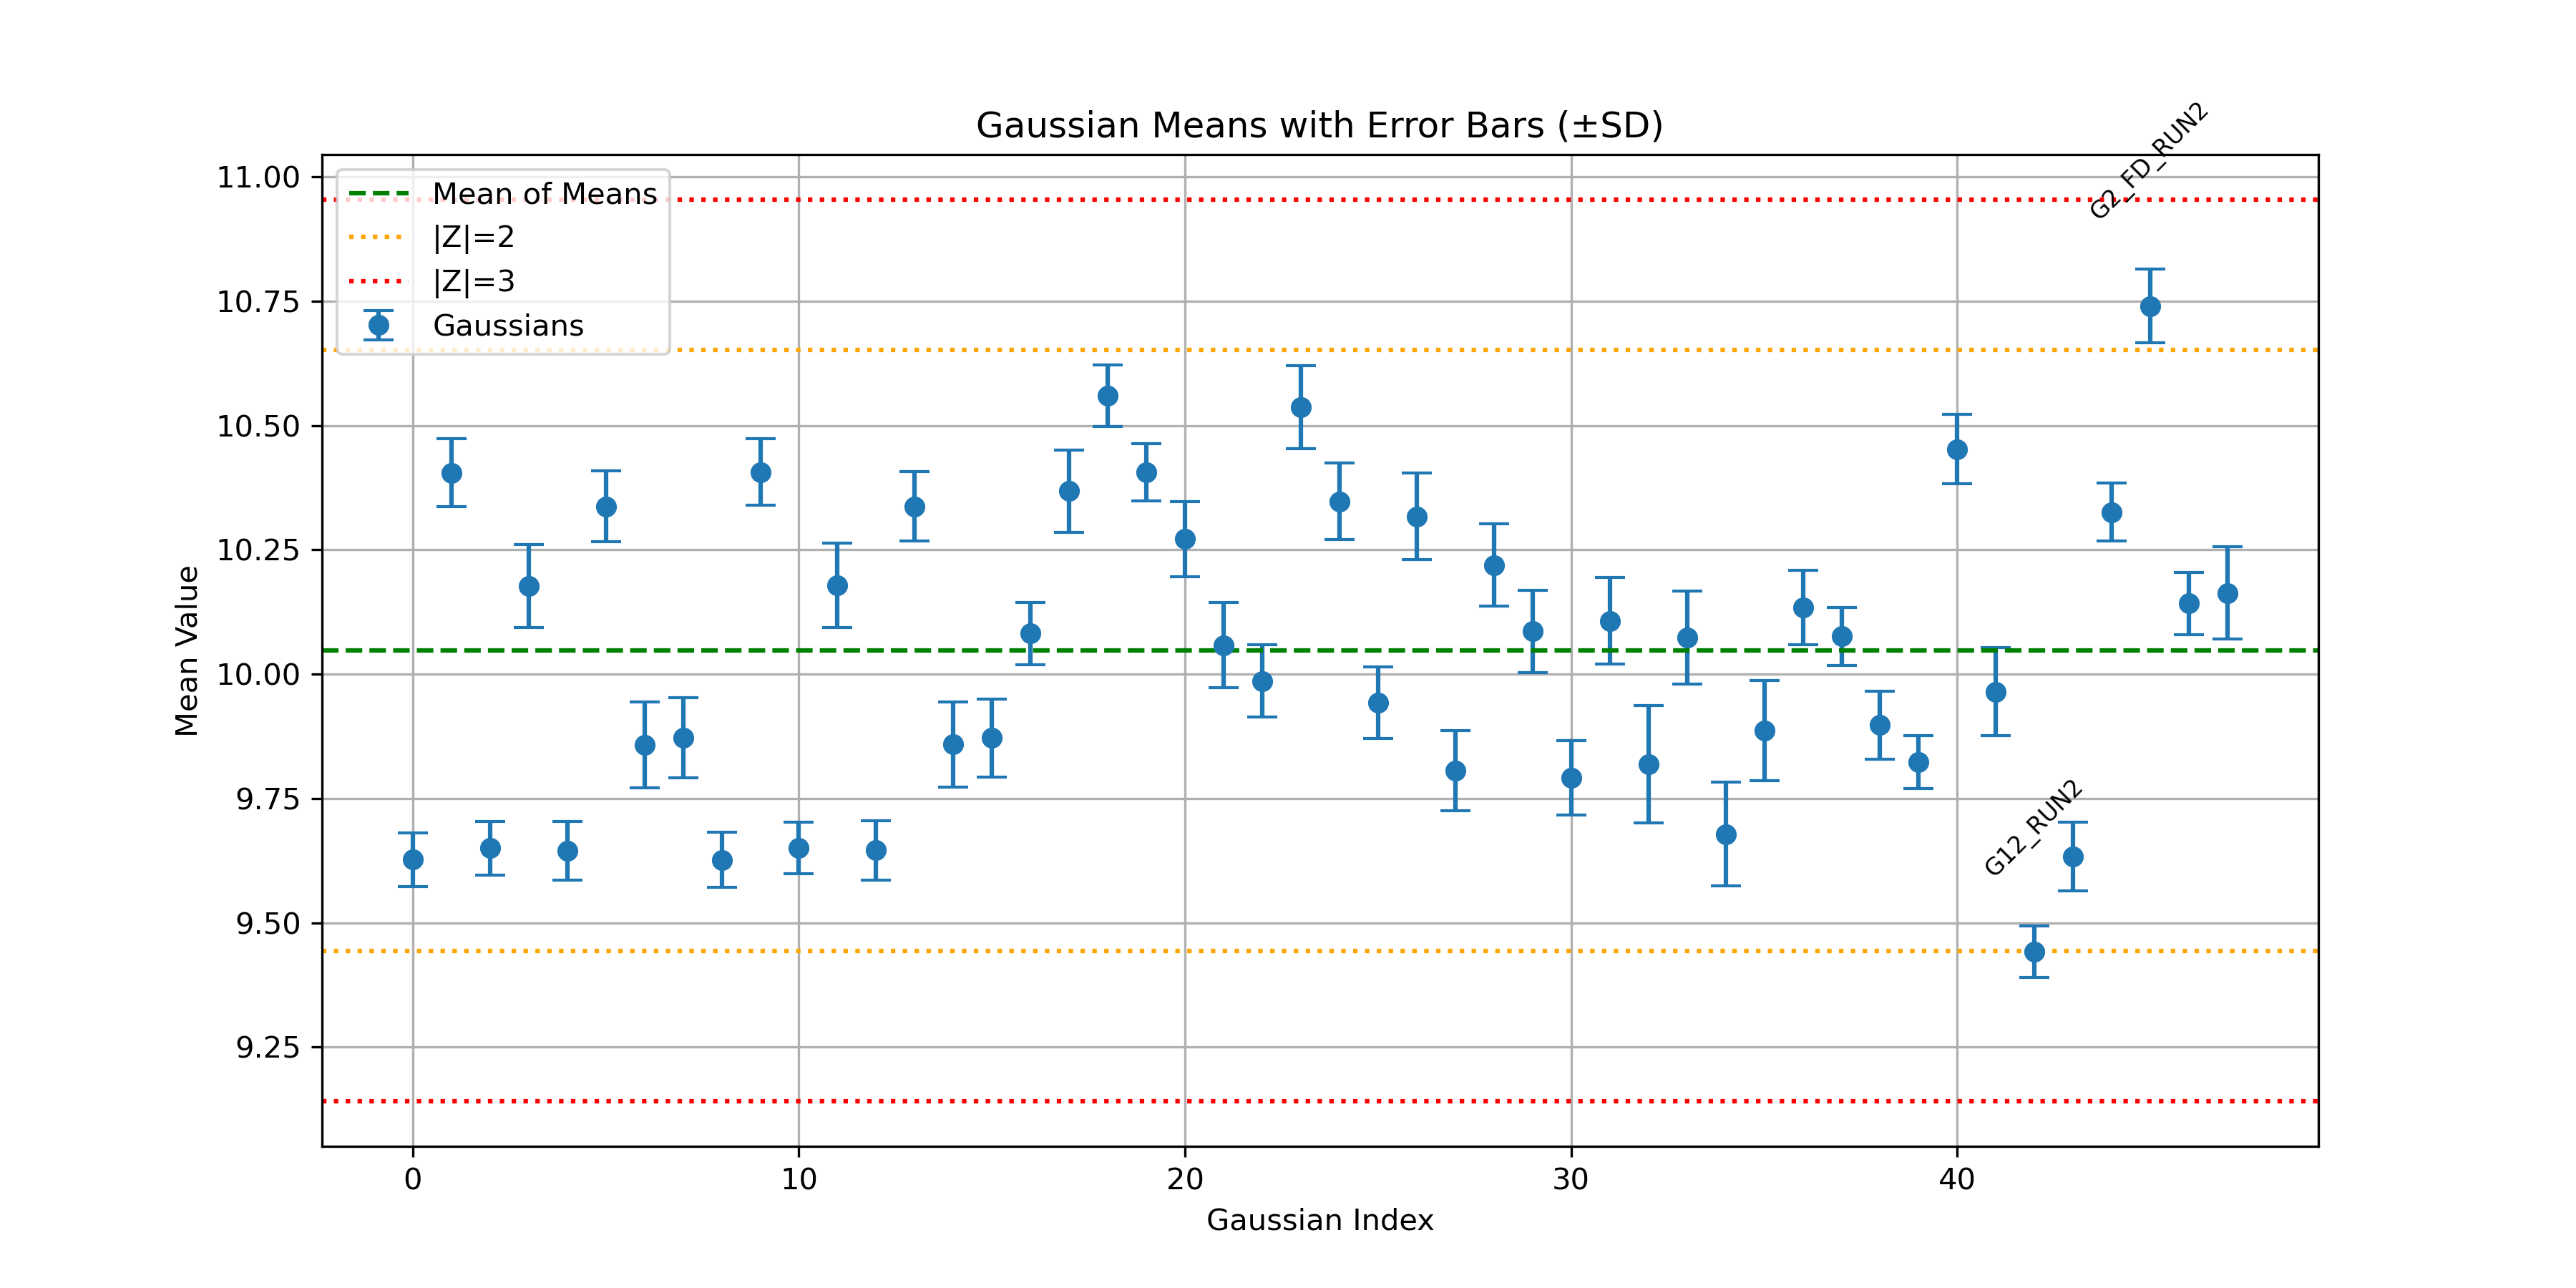 Gaussian Means with Error Bars (±SD)
G2_FD_RUN2
Mean of Means
|Z|=2
|Z|=3
Gaussians
11.00
10.75
10.50
10.25
10.00
9.75
9.50
9.25
Mean Value
G12_RUN2
0
10
20
30
40
Gaussian Index